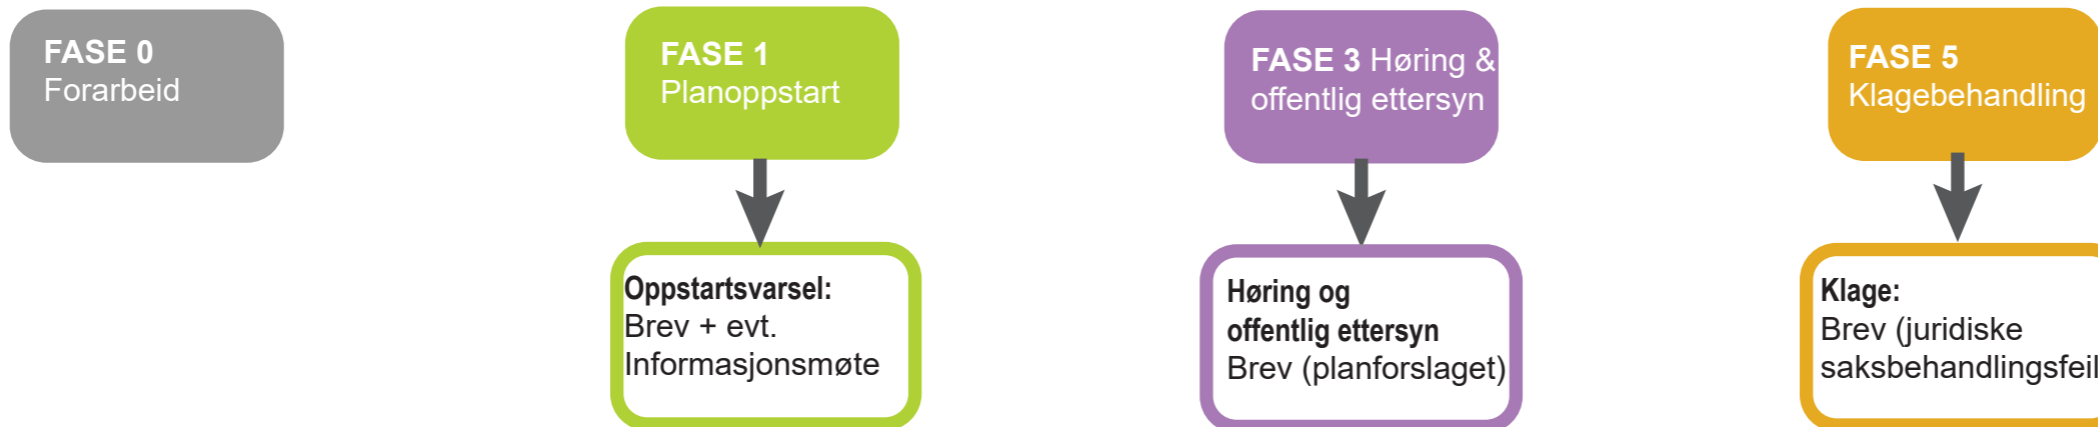 FASE 0
Forarbeid
FASE 1
Planoppstart
FASE 3 Høring &
offentlig ettersyn
FASE 5
Klagebehandling
Oppstartsvarsel:
Brev + evt.
Informasjonsmøte
Høring og
offentlig ettersyn
Brev (planforslaget)
Klage:
Brev (juridiske
saksbehandlingsfeil